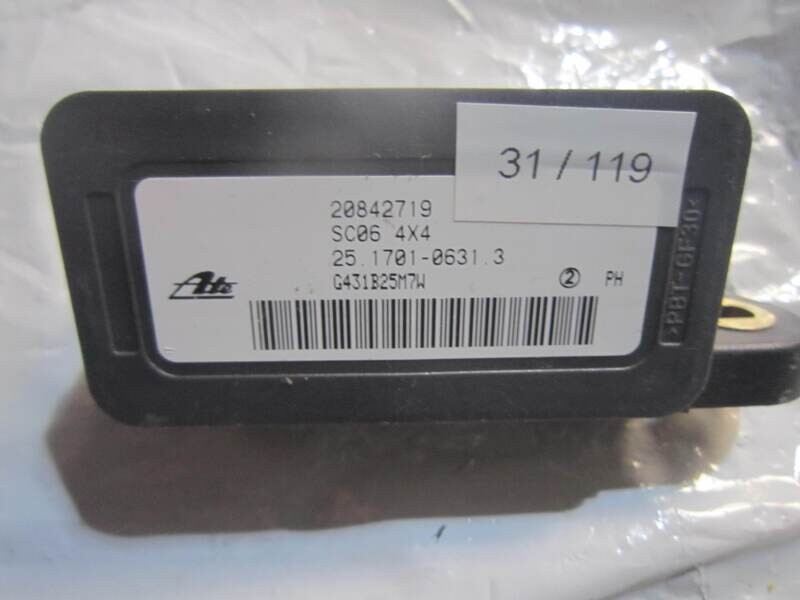 31 / 119
20842719
SC06 4X4
25.1701-0631.3
Ate
G431B25M7W ② PH
>PBT-GF30<